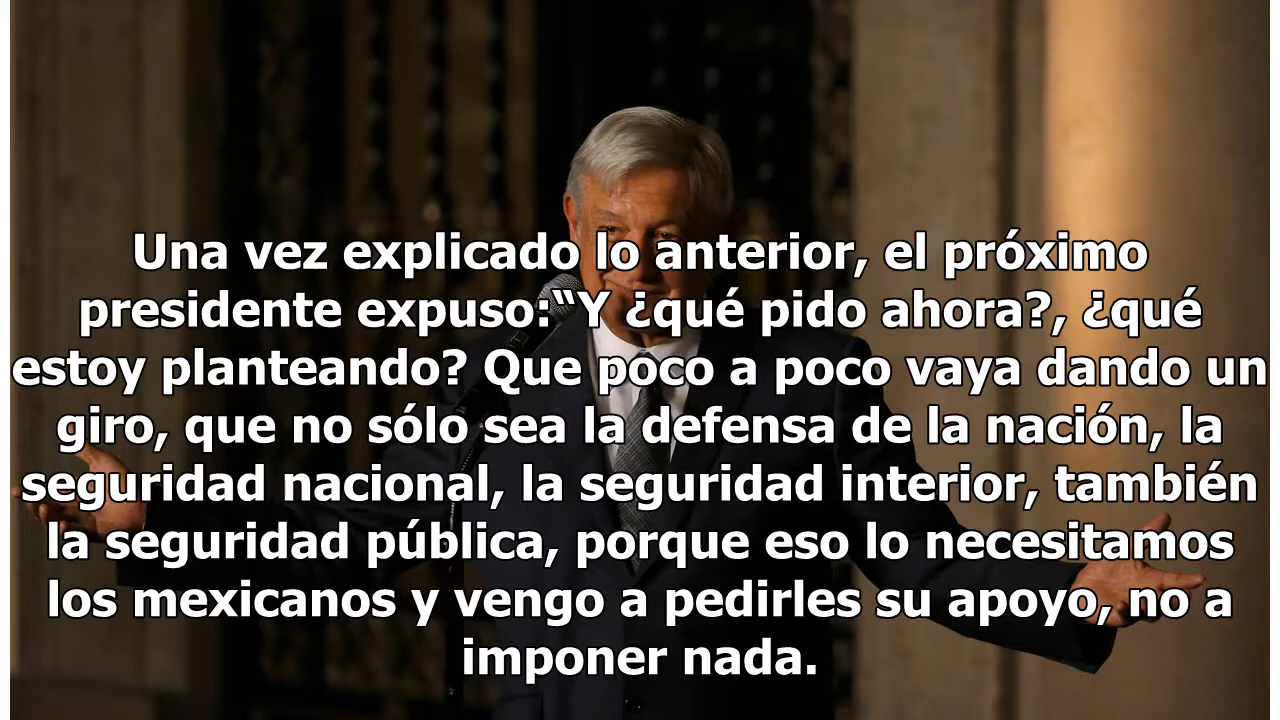 Una vez explicado lo anterior, el próximo
presidente expuso:“Y ¿qué pido ahora?, ¿qué
estoy planteando? Que poco a poco vaya dando un
giro, que no sólo sea la defensa de la nación, la
seguridad nacional, la seguridad interior, también
la seguridad pública, porque eso lo necesitamos
los mexicanos y vengo a pedirles su apoyo, no a
imponer nada.